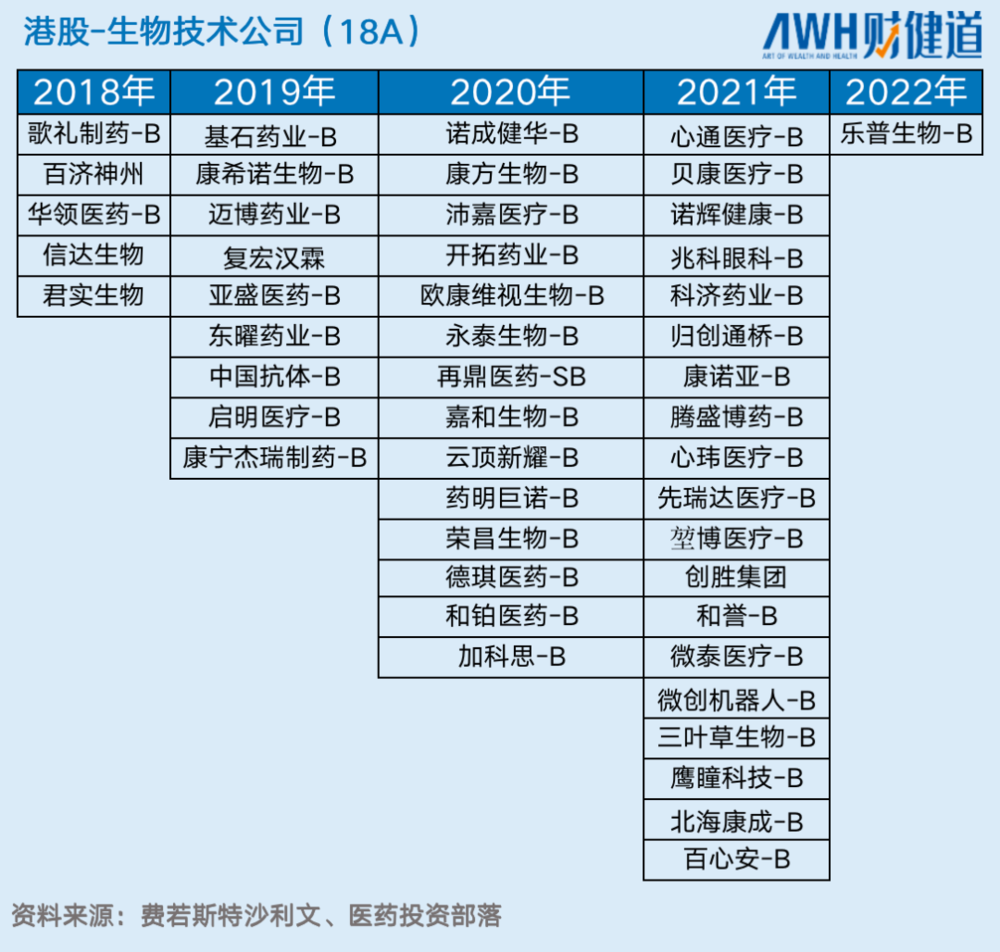 港股-生物技术公司（18A）
AWH财健道
ART OF WEALTH AND HEALTH
2018年 2019年 2020年 2021年 2022年
歌礼制药-B 基石药业-B 诺成健华-B 心通医疗-B 乐普生物-B
百济神州 康希诺生物-B 康方生物-B 贝康医疗-B
华领医药-B 迈博药业-B 沛嘉医疗-B 诺辉健康-B
信达生物 复宏汉霖 开拓药业-B 兆科眼科-B
君实生物 亚盛医药-B 欧康维视生物-B 科济药业-B
东曜药业-B 永泰生物-B 归创通桥-B
中国抗体-B 再鼎医药-SB 康诺亚-B
启明医疗-B 嘉和生物-B 腾盛博药-B
康宁杰瑞制药-B 云顶新耀-B 心玮医疗-B
药明巨诺-B 先瑞达医疗-B
荣昌生物-B 堃博医疗-B
德琪医药-B 创胜集团
和铂医药-B 和誉-B
加科思-B 微泰医疗-B
微创机器人-B
三叶草生物-B
鹰瞳科技-B
北海康成-B
百心安-B
资料来源：费若斯特沙利文、医药投资部落